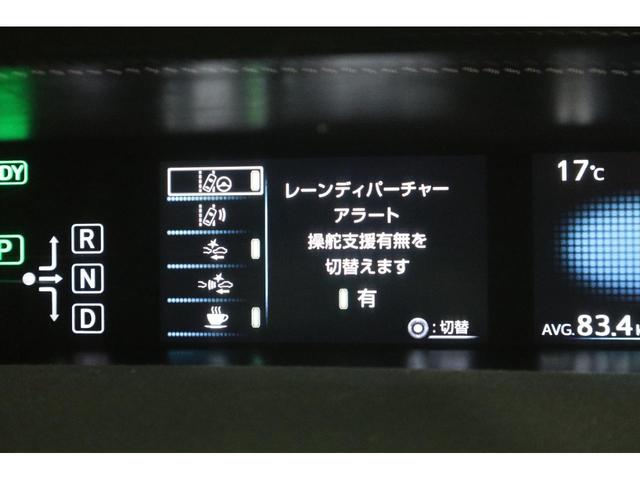 DY
P
R
N
D
レーンディパーチャー
アラート
操舵支援有無を
切替えます
有
:切替
17℃
AVG.83.4k